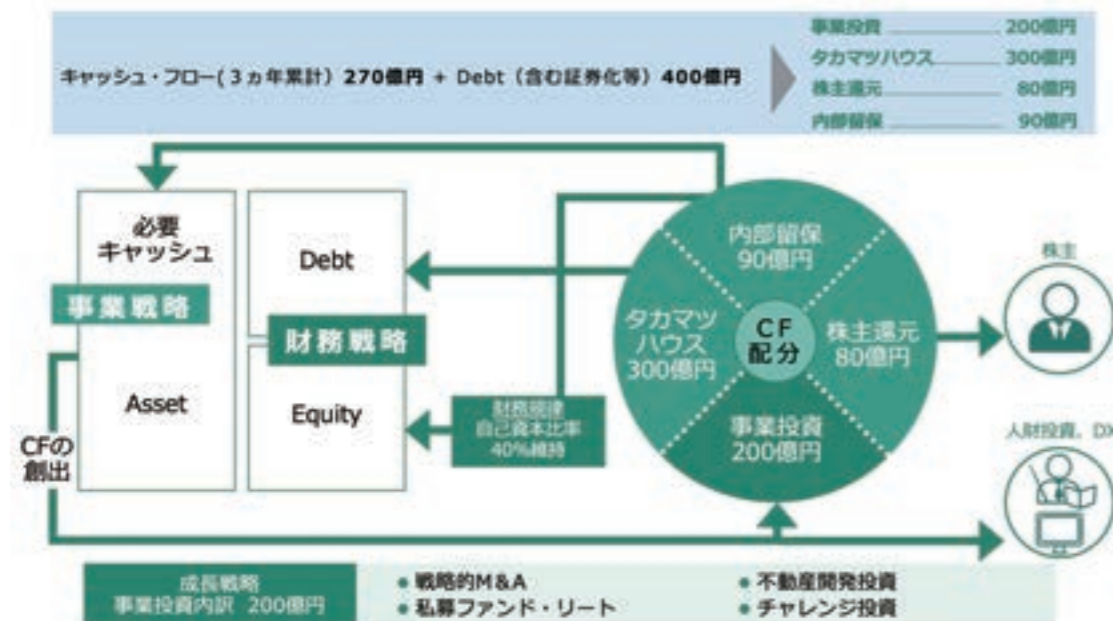 キャッシュ・フロー(３ヵ年累計) 270億円 + Debt（含む証券化等）400億円
事業投資 200億円
タカマツハウス 300億円
株主還元 80億円
内部留保 90億円
必要
キャッシュ
事業戦略
Asset
Debt
財務戦略
Equity
CFの
創出
財務規律
自己資本比率
40%維持
内部留保
90億円
タカマツ
ハウス
300億円
CF
配分
株主還元
80億円
事業投資
200億円
株主
人財投資、DX
成長戦略
事業投資内訳 200億円
● 戦略的M&A
● 私募ファンド・リート
● 不動産開発投資
● チャレンジ投資